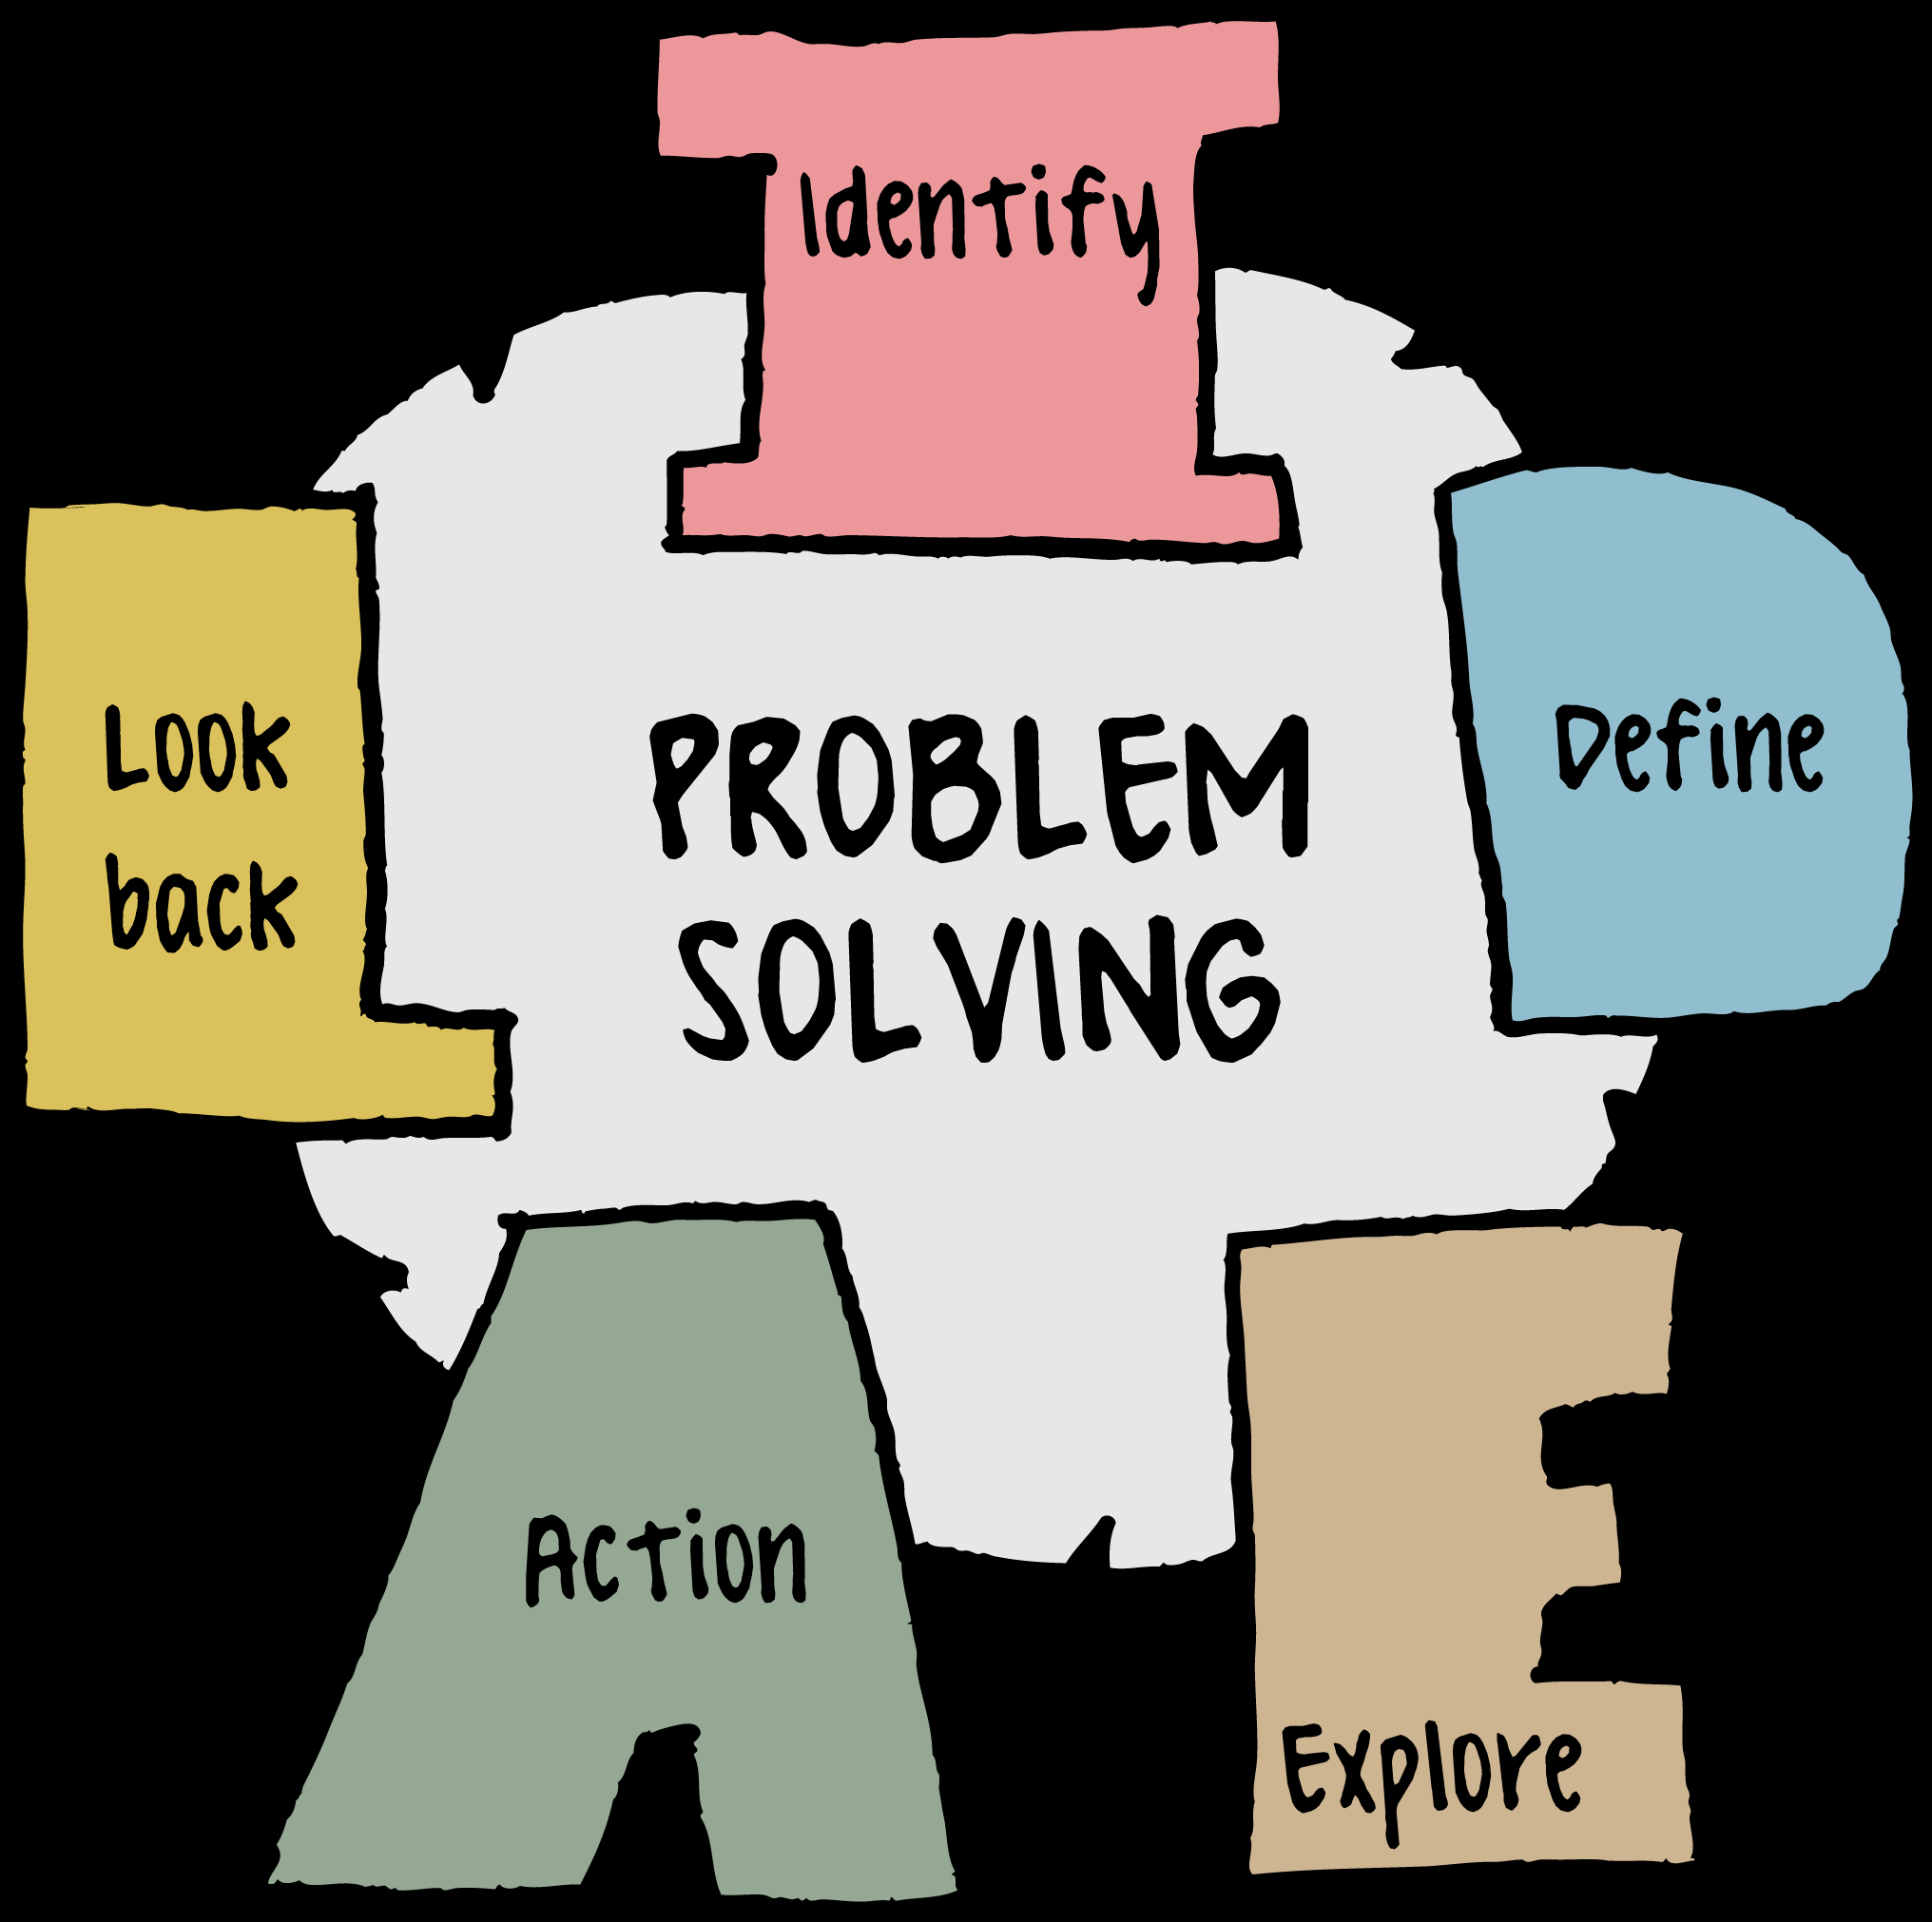 Identify
Define
Explore
Action
Look
back
PROBLEM
SOLVING